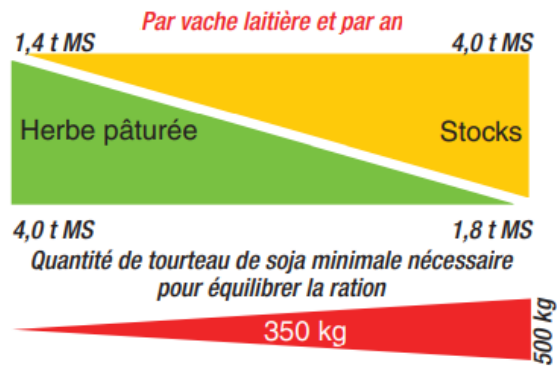 Par vache laitière et par an
1,4 t MS 4,0 t MS
Herbe pâturée Stocks
4,0 t MS 1,8 t MS
Quantité de tourteau de soja minimale nécessaire
pour équilibrer la ration
350 kg
500 kg